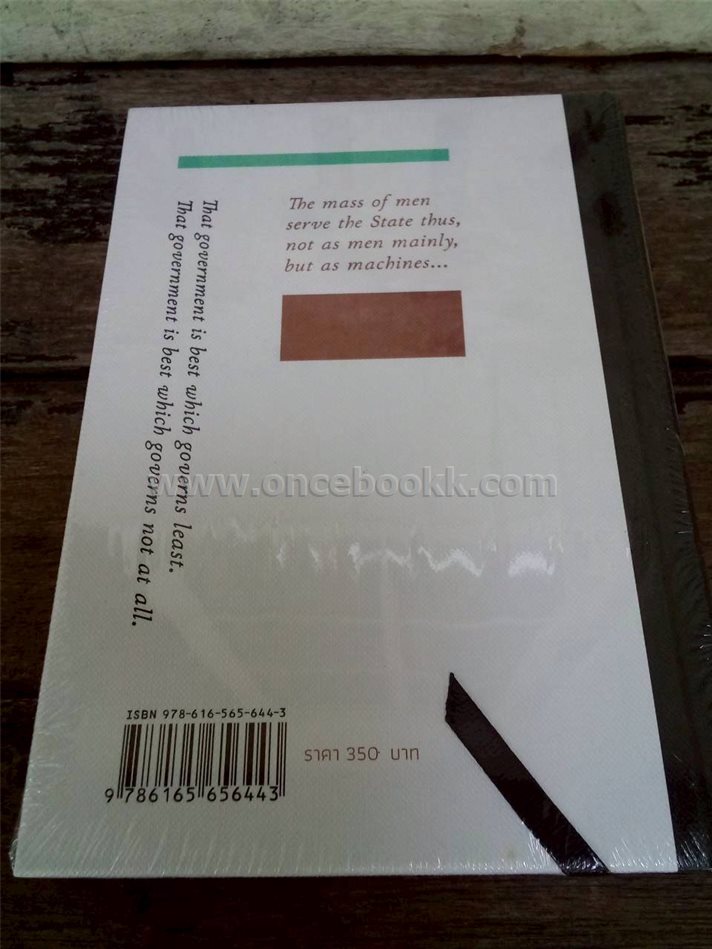 The mass of men
serve the State thus,
not as men mainly,
but as machines...
That government is best which governs least.
That government is best which governs not at all.
www.oncebookk.com
ISBN 978-616-565-644-3
9 786165 656443
ราคา 350 บาท